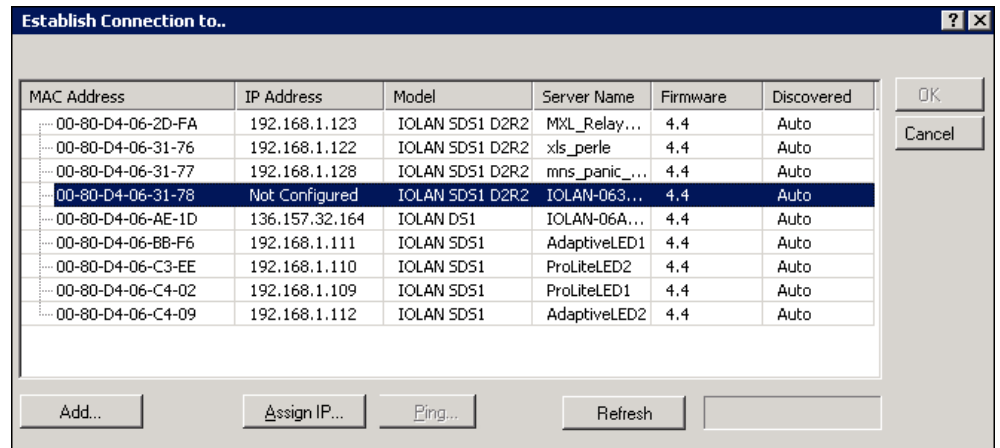 Establish Connection to..
MAC Address IP Address Model Server Name Firmware Discovered
OK
00-80-D4-06-2D-FA 192.168.1.123 IOLAN SDS1 D2R2 MXL_Relay... 4.4 Auto
Cancel
00-80-D4-06-31-76 192.168.1.122 IOLAN SDS1 D2R2 xls_perle 4.4 Auto
00-80-D4-06-31-77 192.168.1.128 IOLAN SDS1 D2R2 mns_panic_... 4.4 Auto
00-80-D4-06-31-78 Not Configured IOLAN SDS1 D2R2 IOLAN-063... 4.4 Auto
00-80-D4-06-AE-1D 136.157.32.164 IOLAN DS1 IOLAN-06A... 4.4 Auto
00-80-D4-06-BB-F6 192.168.1.111 IOLAN SDS1 AdaptiveLED1 4.4 Auto
00-80-D4-06-C3-EE 192.168.1.110 IOLAN SDS1 ProLiteLED2 4.4 Auto
00-80-D4-06-C4-02 192.168.1.109 IOLAN SDS1 ProLiteLED1 4.4 Auto
00-80-D4-06-C4-09 192.168.1.112 IOLAN SDS1 AdaptiveLED2 4.4 Auto
Add... Assign IP... Ping... Refresh